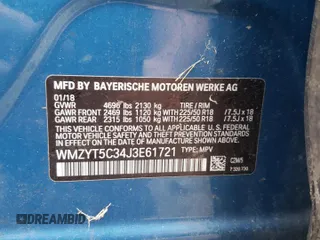 MFD BY BAYERISCHE MOTOREN WERKE AG
01/18
GVWR 4696 lbs 2130 kg TIRE / RIM
GAWR FRONT 2469 lbs 1120 kg WITH 225/50 R18 (7.5J x 18
GAWR REAR 2315 lbs 1050 kg WITH 225/50 R18 (7.5J x 18
THIS VEHICLE CONFORMS TO ALL APPLICABLE U.S. FEDERAL
MOTOR VEHICLE SAFETY, BUMPER, AND THEFT PREVENTION
STANDARDS IN EFFECT ON THE DATE OF MANUFACTURE
SHOWN ABOVE.
WMZYT5C34J3E61721 TYPE: MPV
DREAMBID